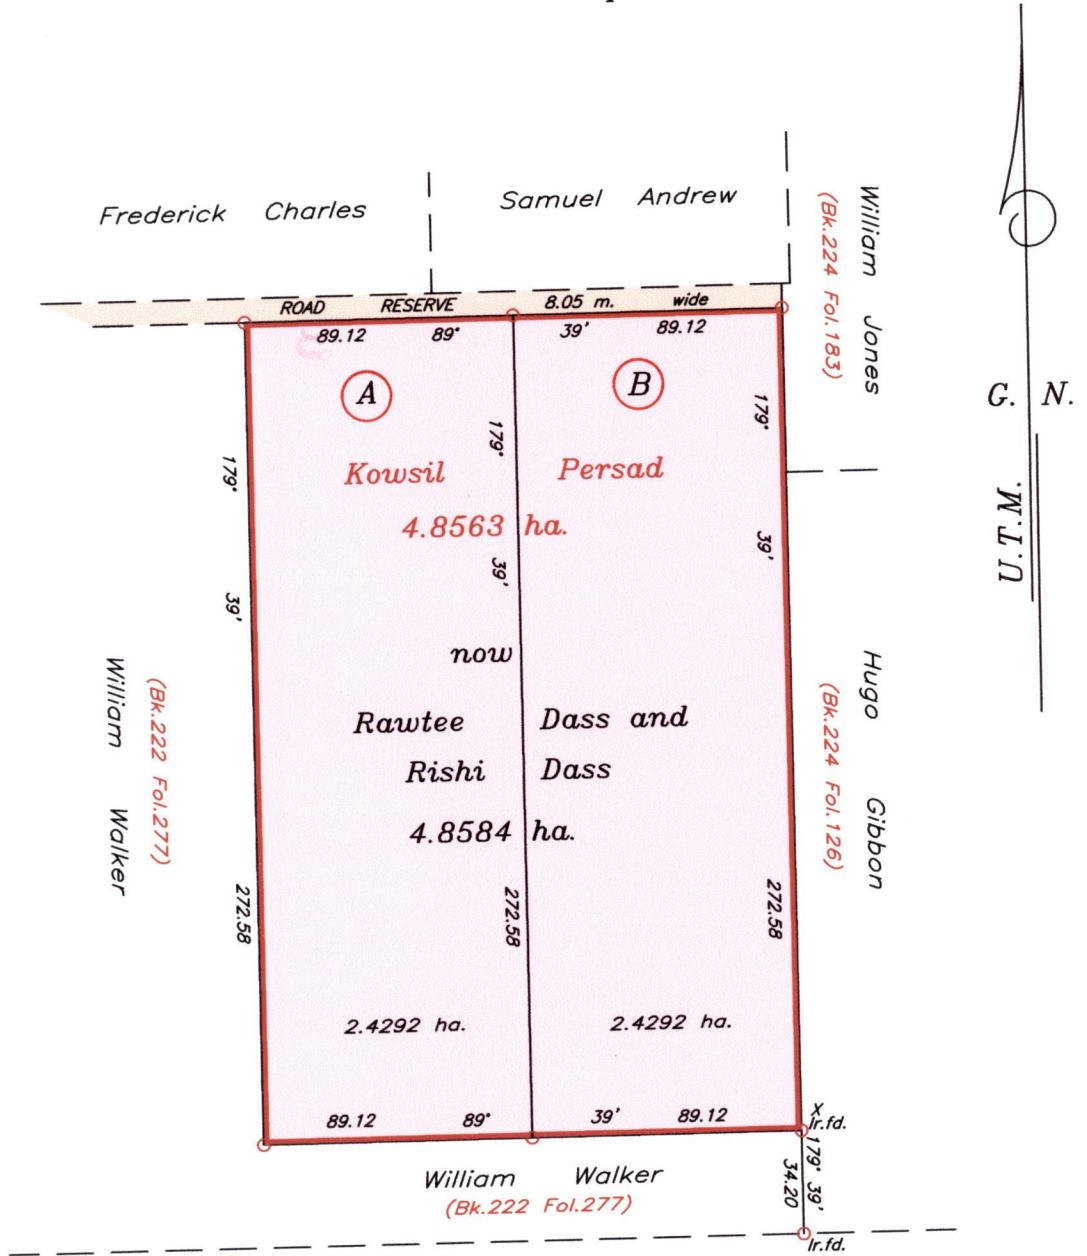 Frederick Charles
Samuel Andrew
William Jones
(Bk.224 Fol.183)
ROAD RESERVE 8.05 m. wide
89.12 89° 39' 89.12
A
B
G. N.
U.T.M.
179° 39'
179° 39'
179° 39'
Kowsil Persad
4.8563 ha.
now
Rawtee Dass and
Rishi Dass
4.8584 ha.
William Walker
(Bk.222 Fol.277)
Hugo Gibbon
(Bk.224 Fol.126)
272.58
272.58
272.58
2.4292 ha.
2.4292 ha.
89.12 89° 39' 89.12
X
Ir.fd.
179° 39'
34.20
William Walker
(Bk.222 Fol.277)
Ir.fd.